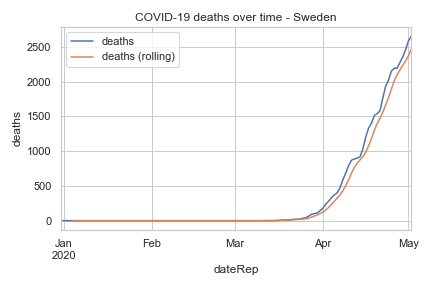 COVID-19 deaths over time - Sweden
deaths
deaths (rolling)
2500
2000
1500
1000
500
0
deaths
Jan Feb Mar Apr May
2020
dateRep